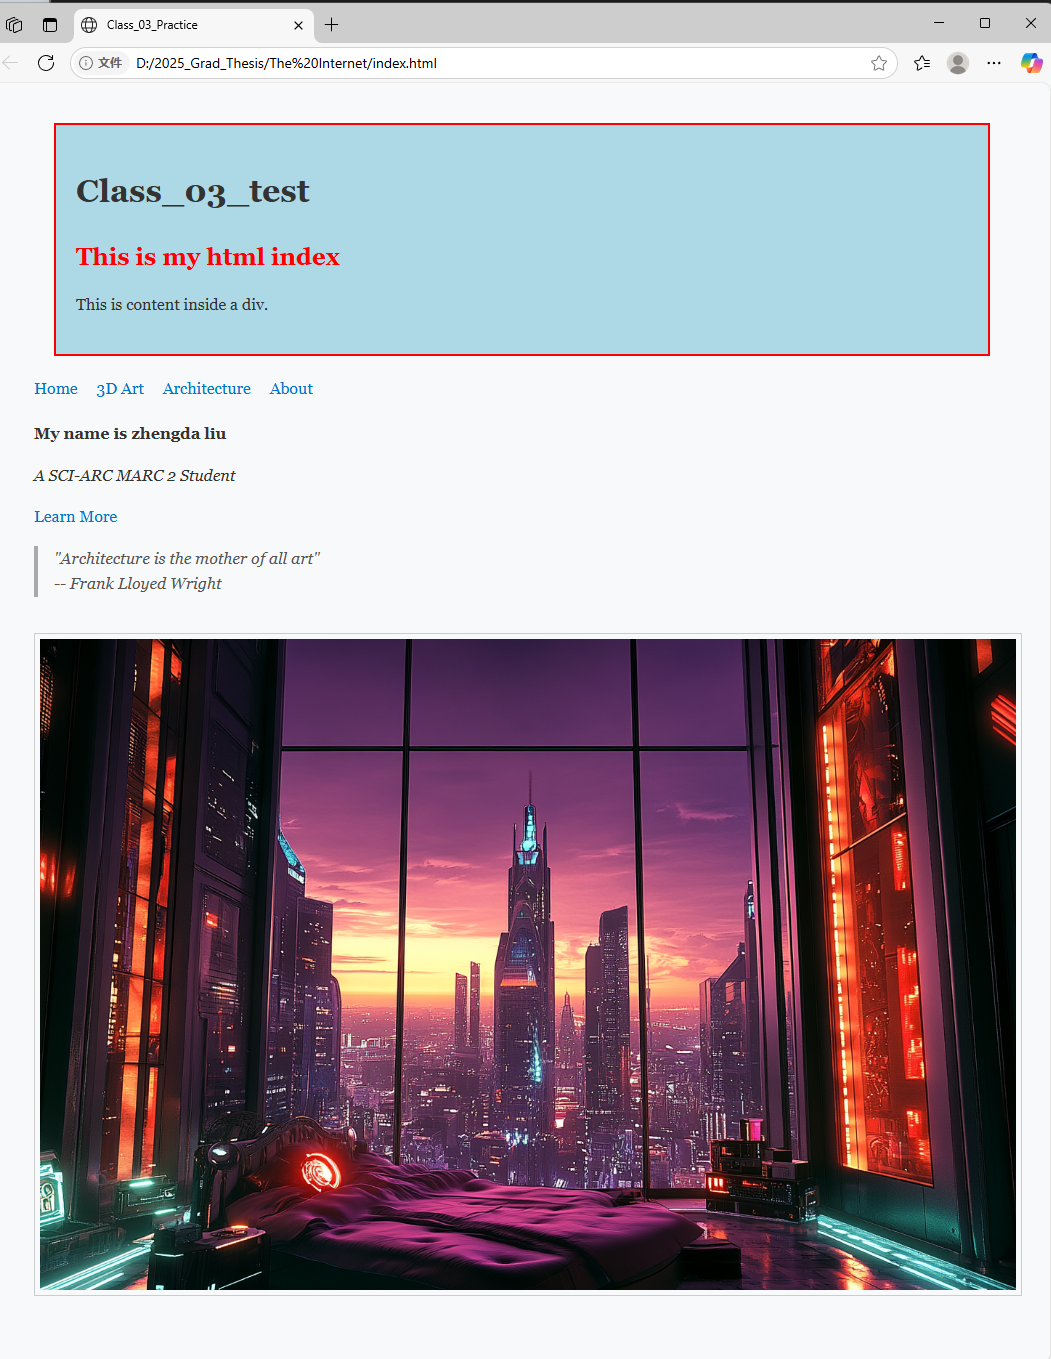 Class_03_Practice
文件
D:/2025_Grad_Thesis/The%20Internet/index.html
Class_03_test
This is my html index
This is content inside a div.
Home 3D Art Architecture About
My name is zhengda liu
A SCI-ARC MARC 2 Student
Learn More
"Architecture is the mother of all art"
-- Frank Lloyed Wright